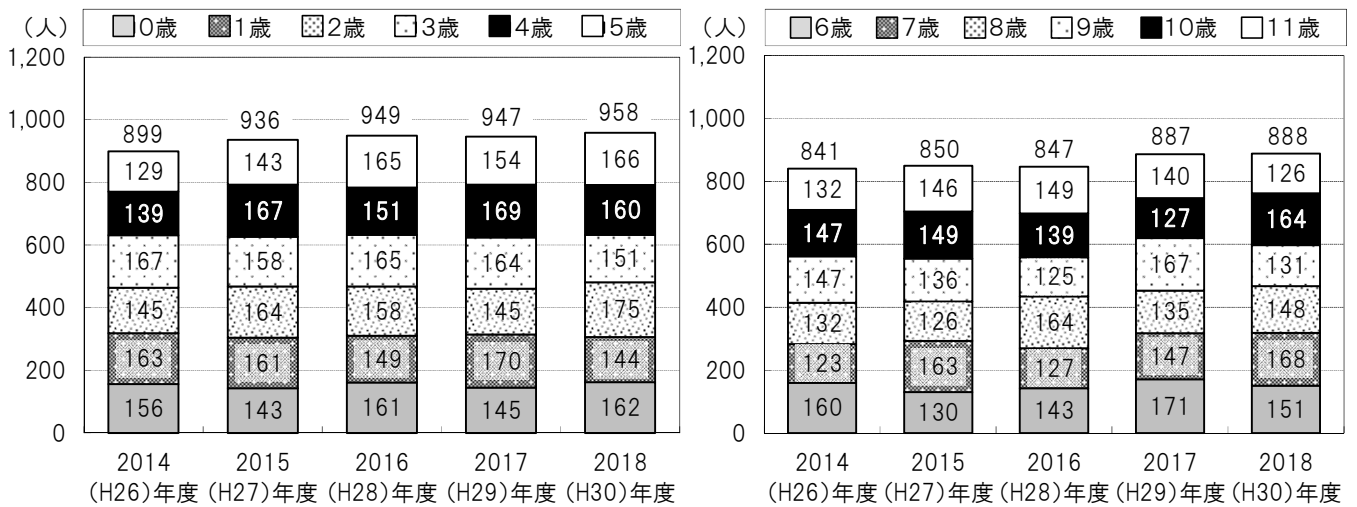 （人） 0歳 1歳 2歳 3歳 4歳 5歳
1,200
1,000
800
600
400
200
0
899 936 949 947 958
129 143 165 154 166
139 167 151 169 160
167 158 165 164 151
145 164 158 145 175
163 161 149 170 144
156 143 161 145 162
2014 2015 2016 2017 2018
（H26）年度 （H27）年度 （H28）年度 （H29）年度 （H30）年度
（人） 6歳 7歳 8歳 9歳 10歳 11歳
1,200
1,000
800
600
400
200
0
841 850 847 887 888
132 146 149 140 126
147 149 139 127 164
147 136 125 167 131
132 126 164 135 148
123 163 127 147 168
160 130 143 171 151
2014 2015 2016 2017 2018
（H26）年度 （H27）年度 （H28）年度 （H29）年度 （H30）年度